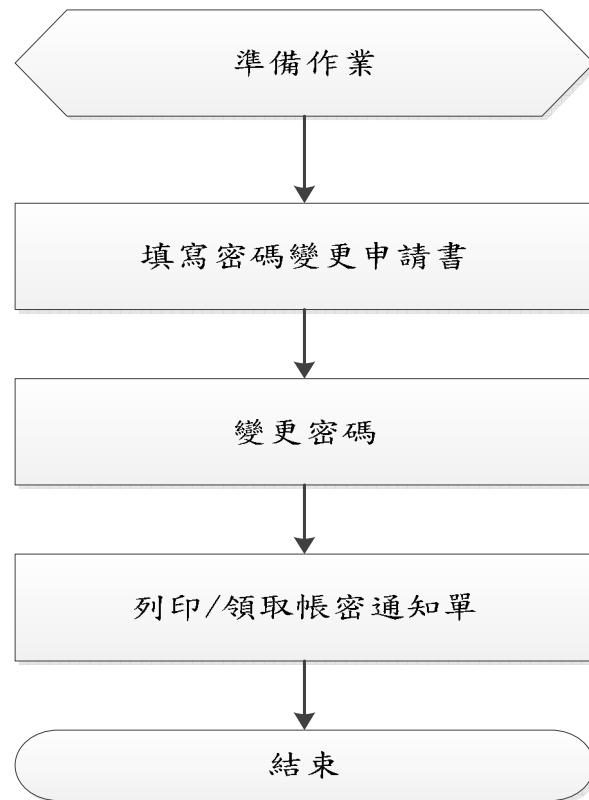 準備作業
填寫密碼變更申請書
變更密碼
列印/領取帳密通知單
結束